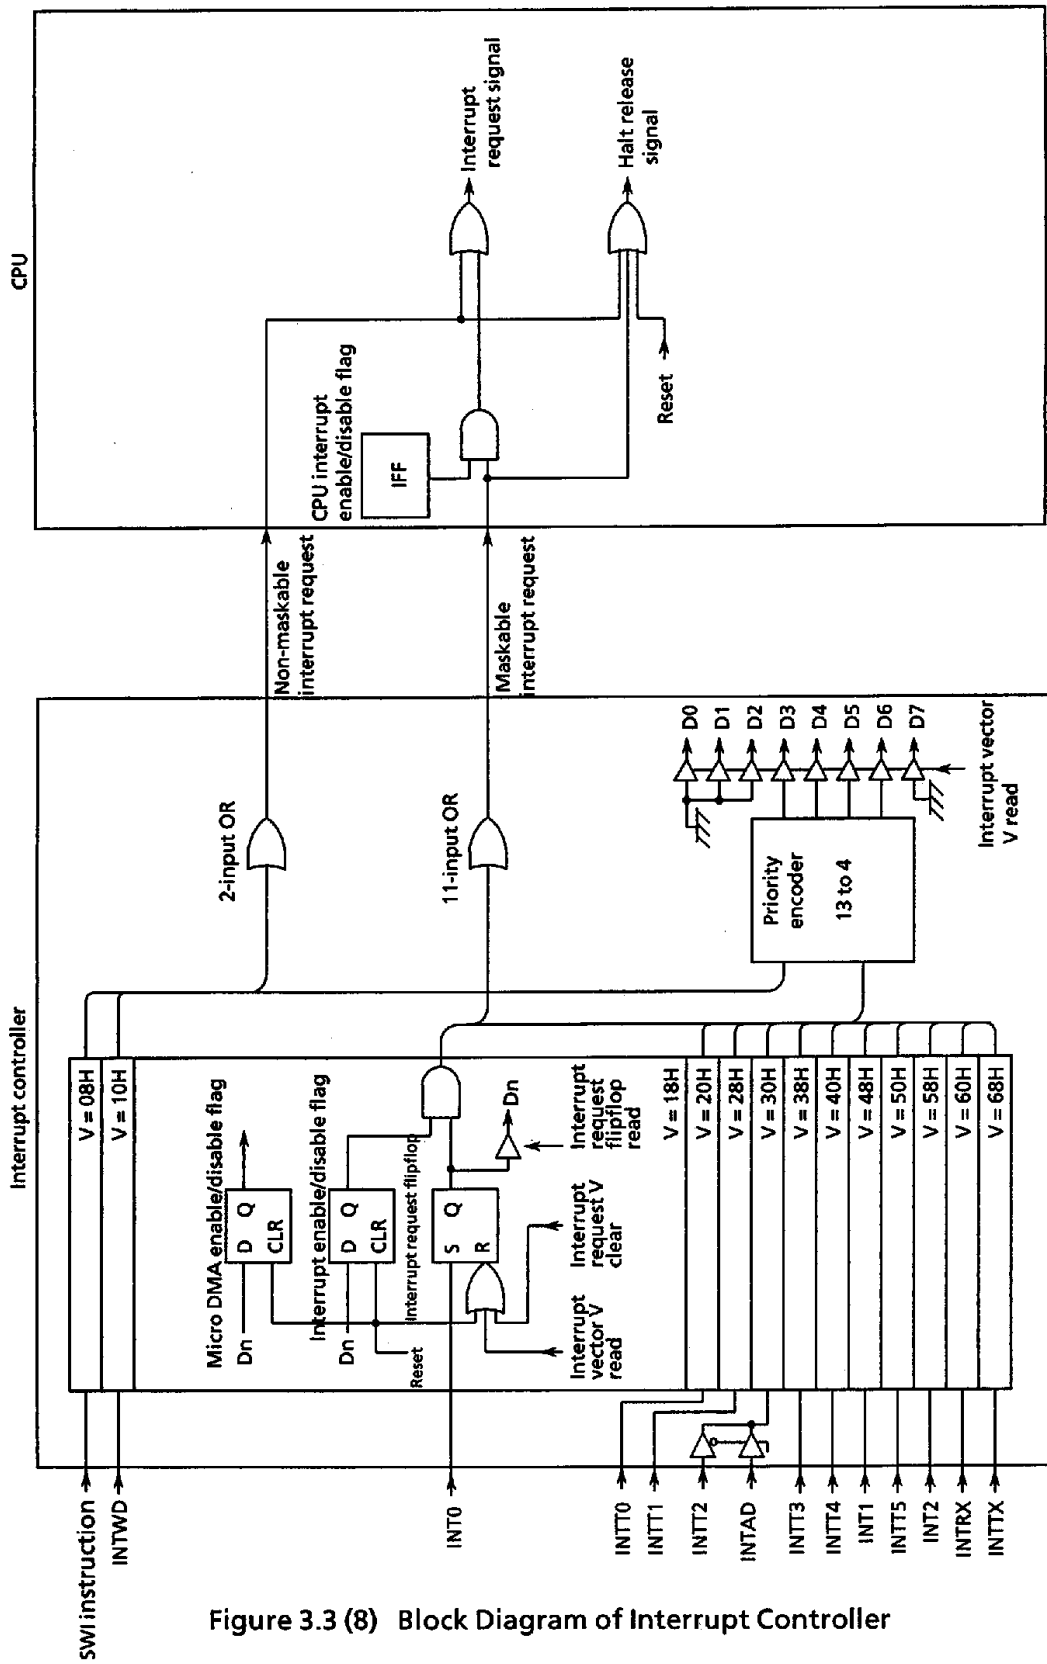 Interrupt controller
CPU
SWI instruction
INTWD
INT0
INTT0
INTT1
INTT2
INTAD
INTT3
INTT4
INT1
INTT5
INT2
INTRX
INTTX
V = 08H
V = 10H
Micro DMA enable/disable flag
Dn
D Q
CLR
Interrupt enable/disable flag
Dn
D Q
CLR
Reset
Interrupt request flipflop
S Q
R
Dn
Interrupt
vector V
read
Interrupt
request V
clear
Interrupt
request
flipflop
read
V = 18H
V = 20H
V = 28H
V = 30H
V = 38H
V = 40H
V = 48H
V = 50H
V = 58H
V = 60H
V = 68H
2-input OR
11-input OR
Priority
encoder
13 to 4
D0
D1
D2
D3
D4
D5
D6
D7
Interrupt vector
V read
Non-maskable
interrupt request
Maskable
interrupt request
CPU interrupt
enable/disable flag
IFF
Reset
Interrupt
request signal
Halt release
signal
Figure 3.3 (8) Block Diagram of Interrupt Controller